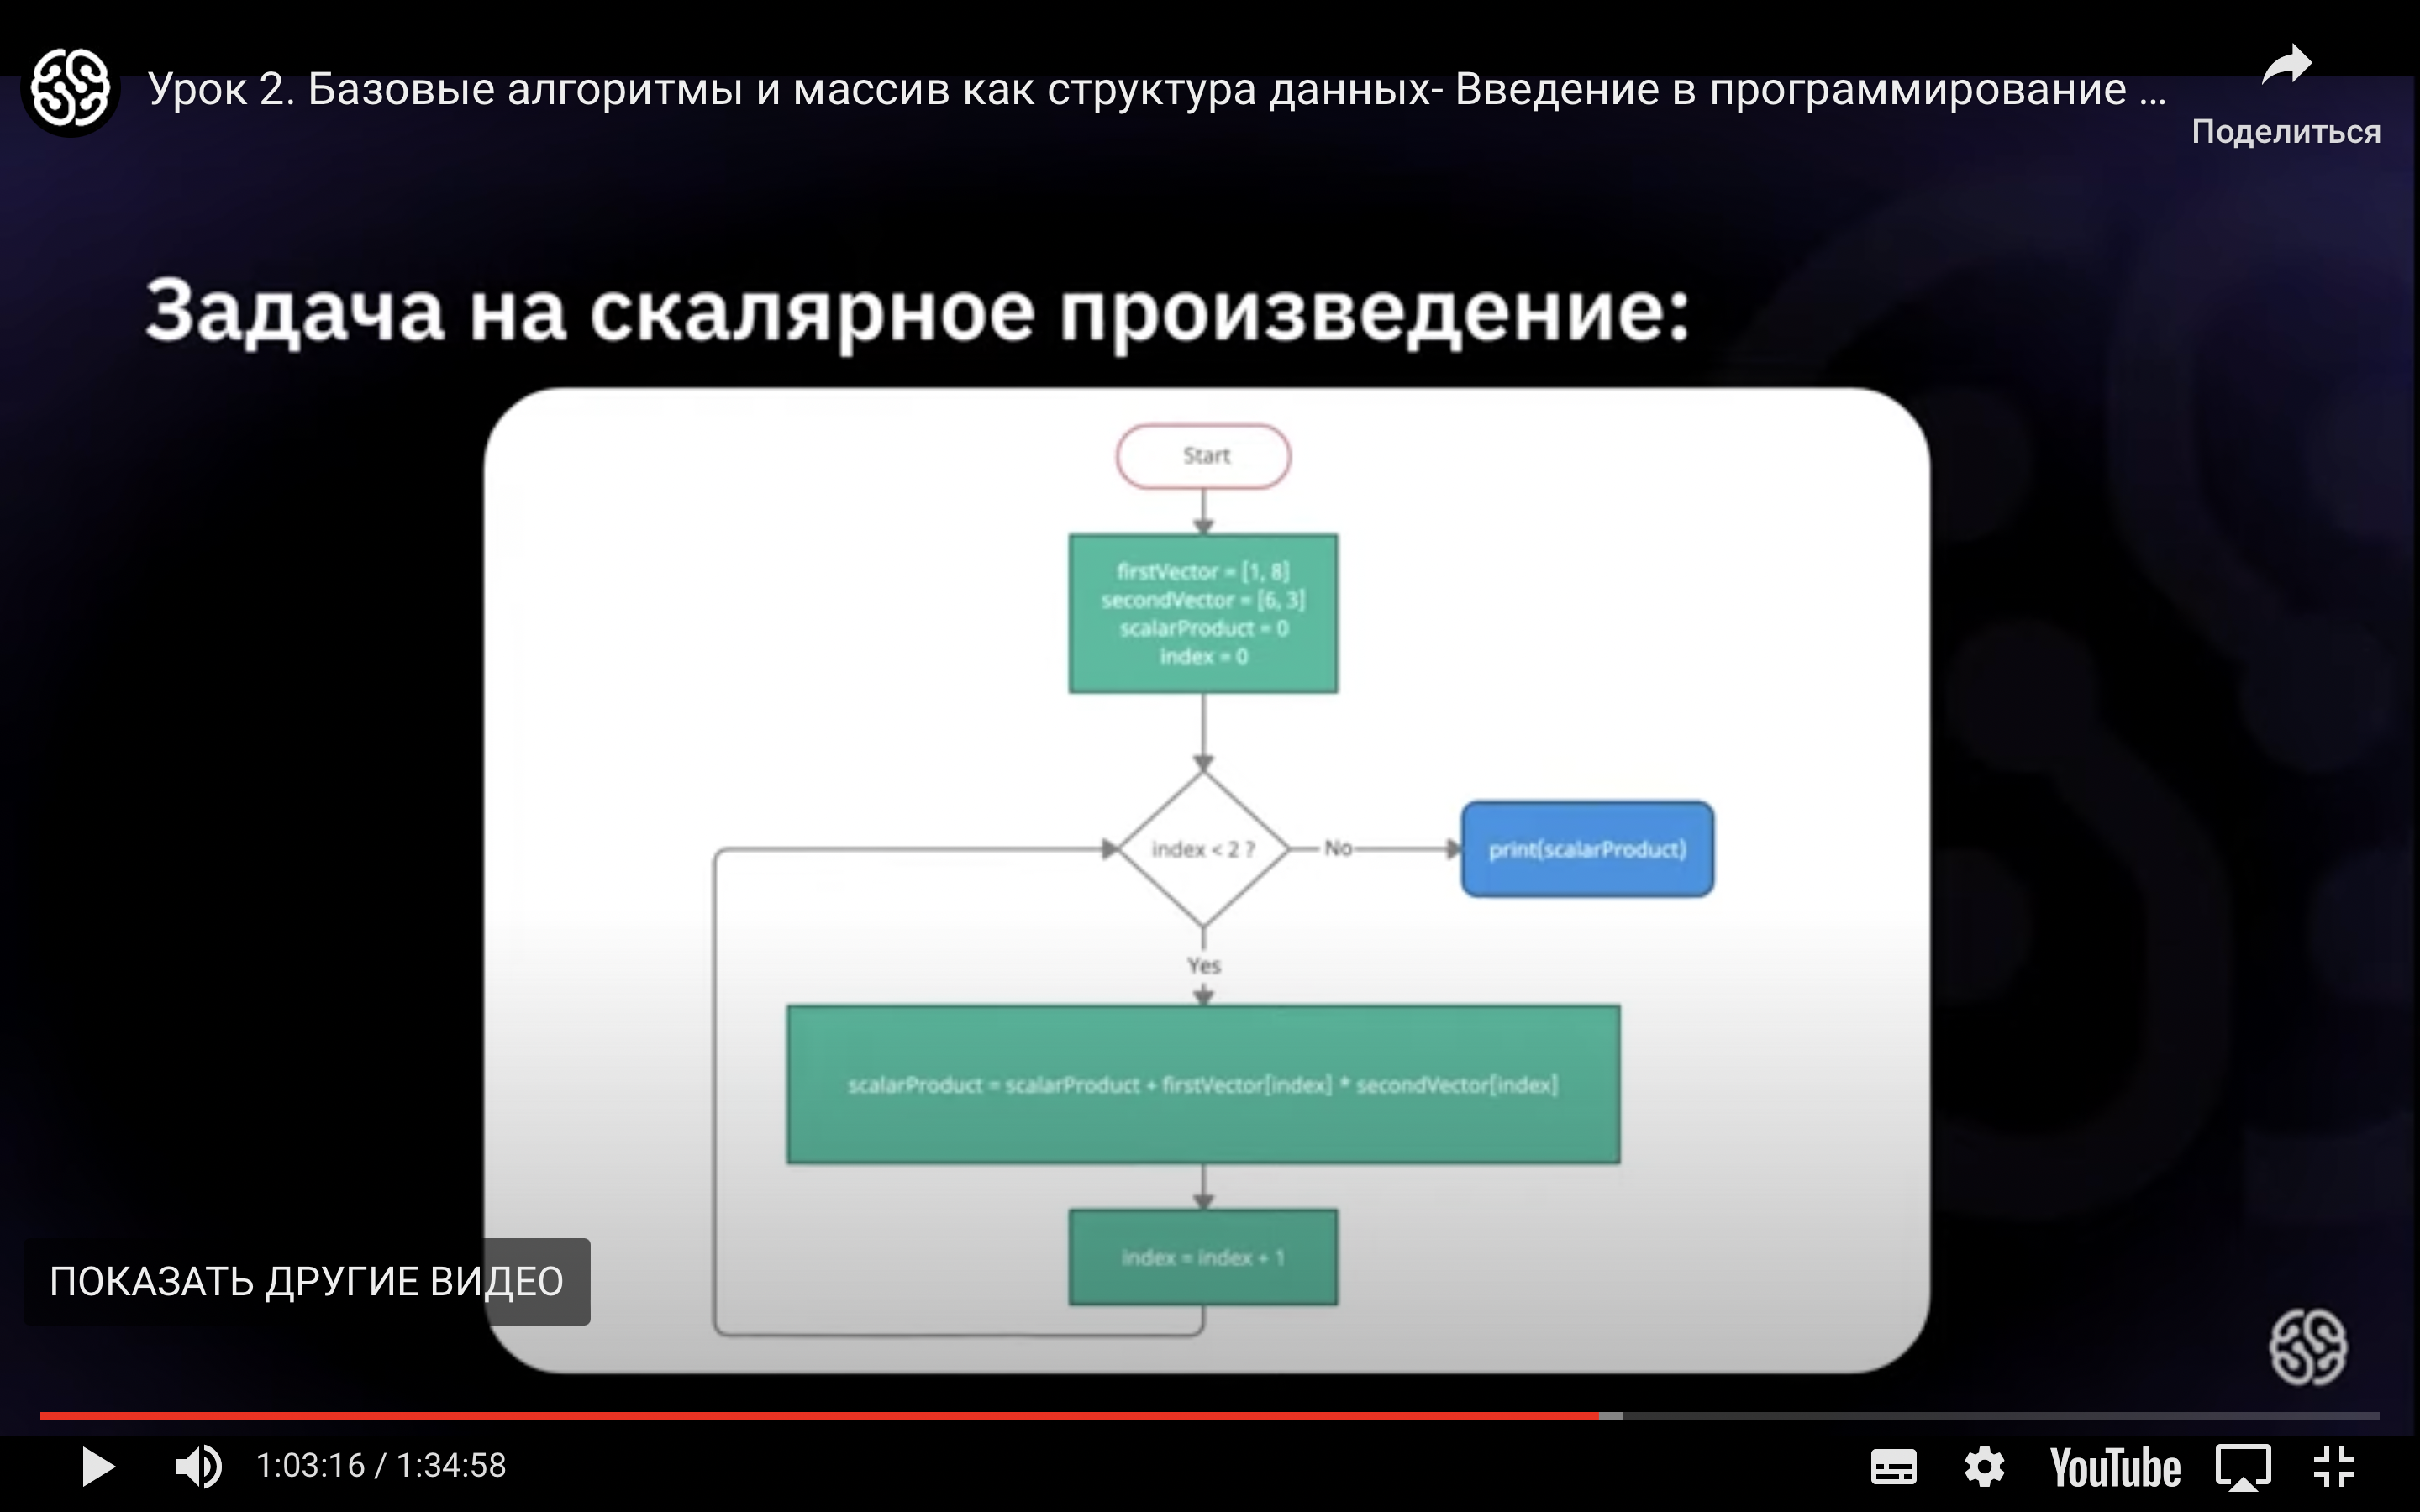 Урок 2. Базовые алгоритмы и массив как структура данных- Введение в программирование ...
Поделиться
Задача на скалярное произведение:
Start
firstVector = [1, 8]
secondVector = [6, 3]
scalarProduct = 0
index = 0
index < 2 ?
No
print(scalarProduct)
Yes
scalarProduct = scalarProduct + firstVector[index] * secondVector[index]
index = index + 1
ПОКАЗАТЬ ДРУГИЕ ВИДЕО
1:03:16 / 1:34:58
YouTube